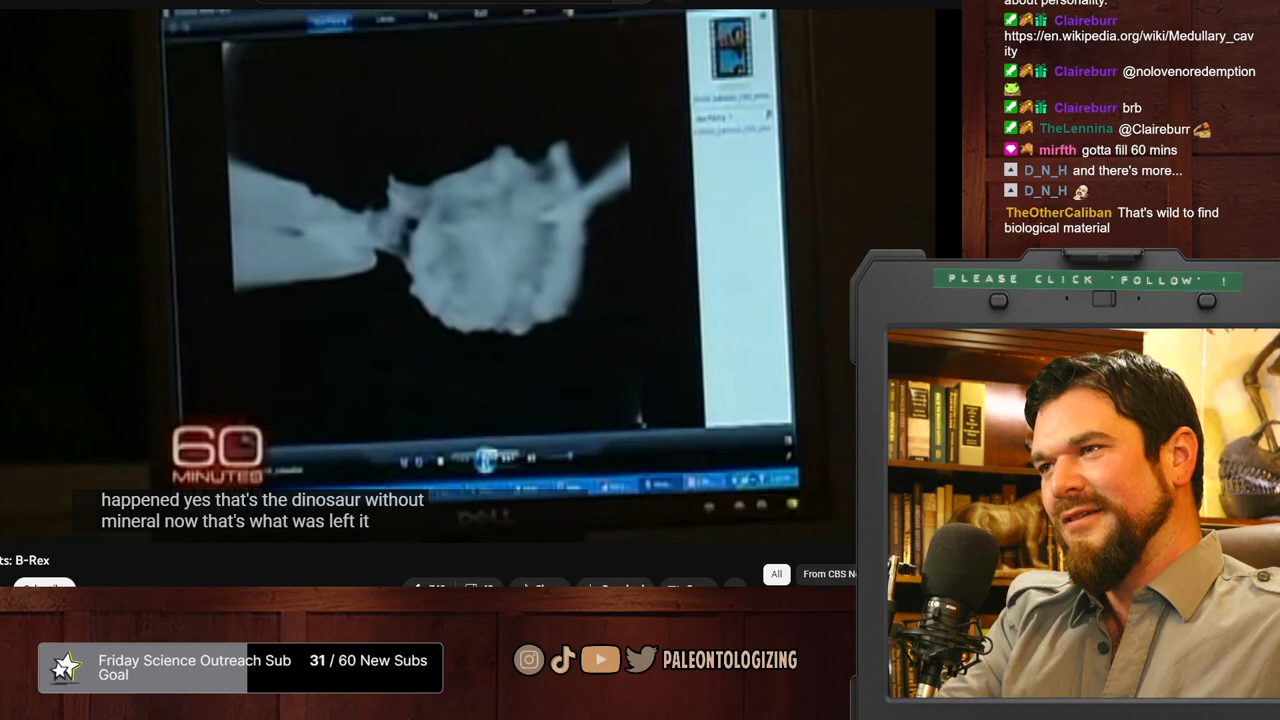 about personality.
Claireburr
https://en.wikipedia.org/wiki/Medullary_cav
ity
Claireburr @nolovenoredemption
Claireburr brb
TheLennina @Claireburr
mirfth gotta fill 60 mins
D_N_H and there's more...
D_N_H
TheOtherCaliban That's wild to find
biological material
PLEASE CLICK 'FOLLOW' !
60
MINUTES
happened yes that's the dinosaur without
mineral now that's what was left it
DELL
ts: B-Rex
All
From CBS Ne
Friday Science Outreach Sub
Goal
31 / 60 New Subs
PALEONTOLOGIZING